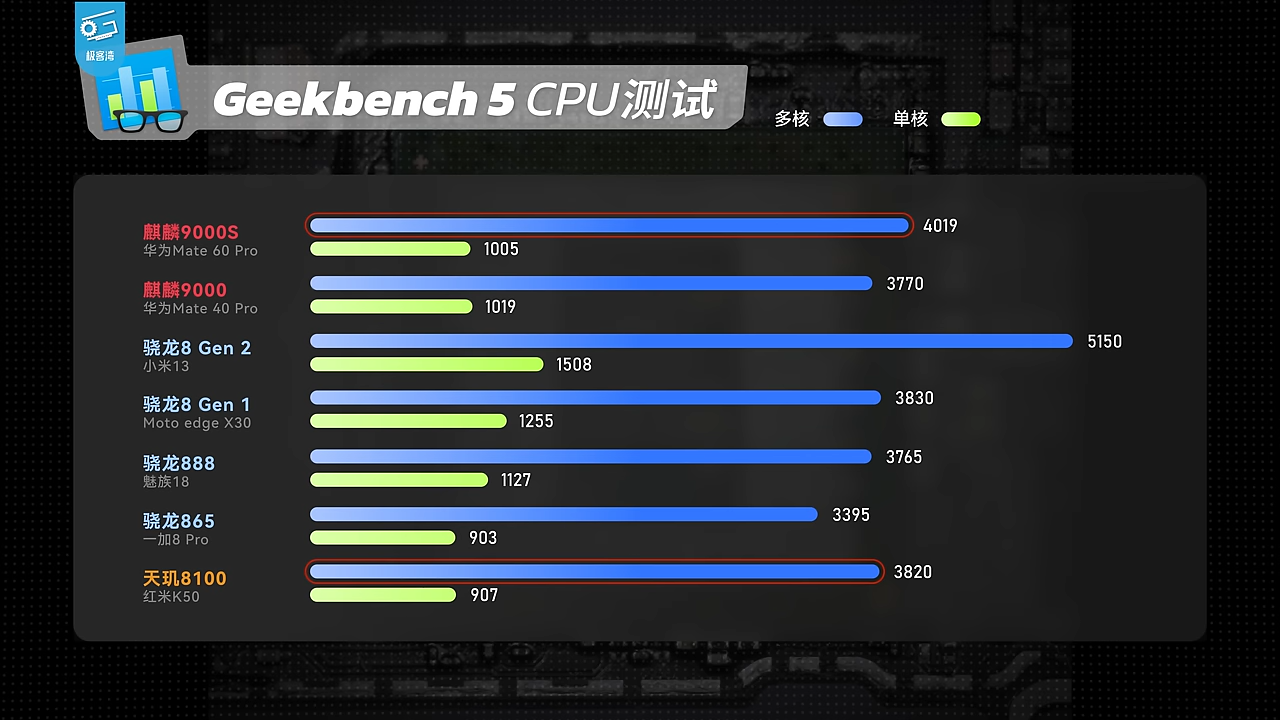 极客湾
Geekbench 5 CPU测试
多核
单核
麒麟9000S
华为Mate 60 Pro
4019
1005
麒麟9000
华为Mate 40 Pro
3770
1019
骁龙8 Gen 2
小米13
5150
1508
骁龙8 Gen 1
Moto edge X30
3830
1255
骁龙888
魅族18
3765
1127
骁龙865
一加8 Pro
3395
903
天玑8100
红米K50
3820
907